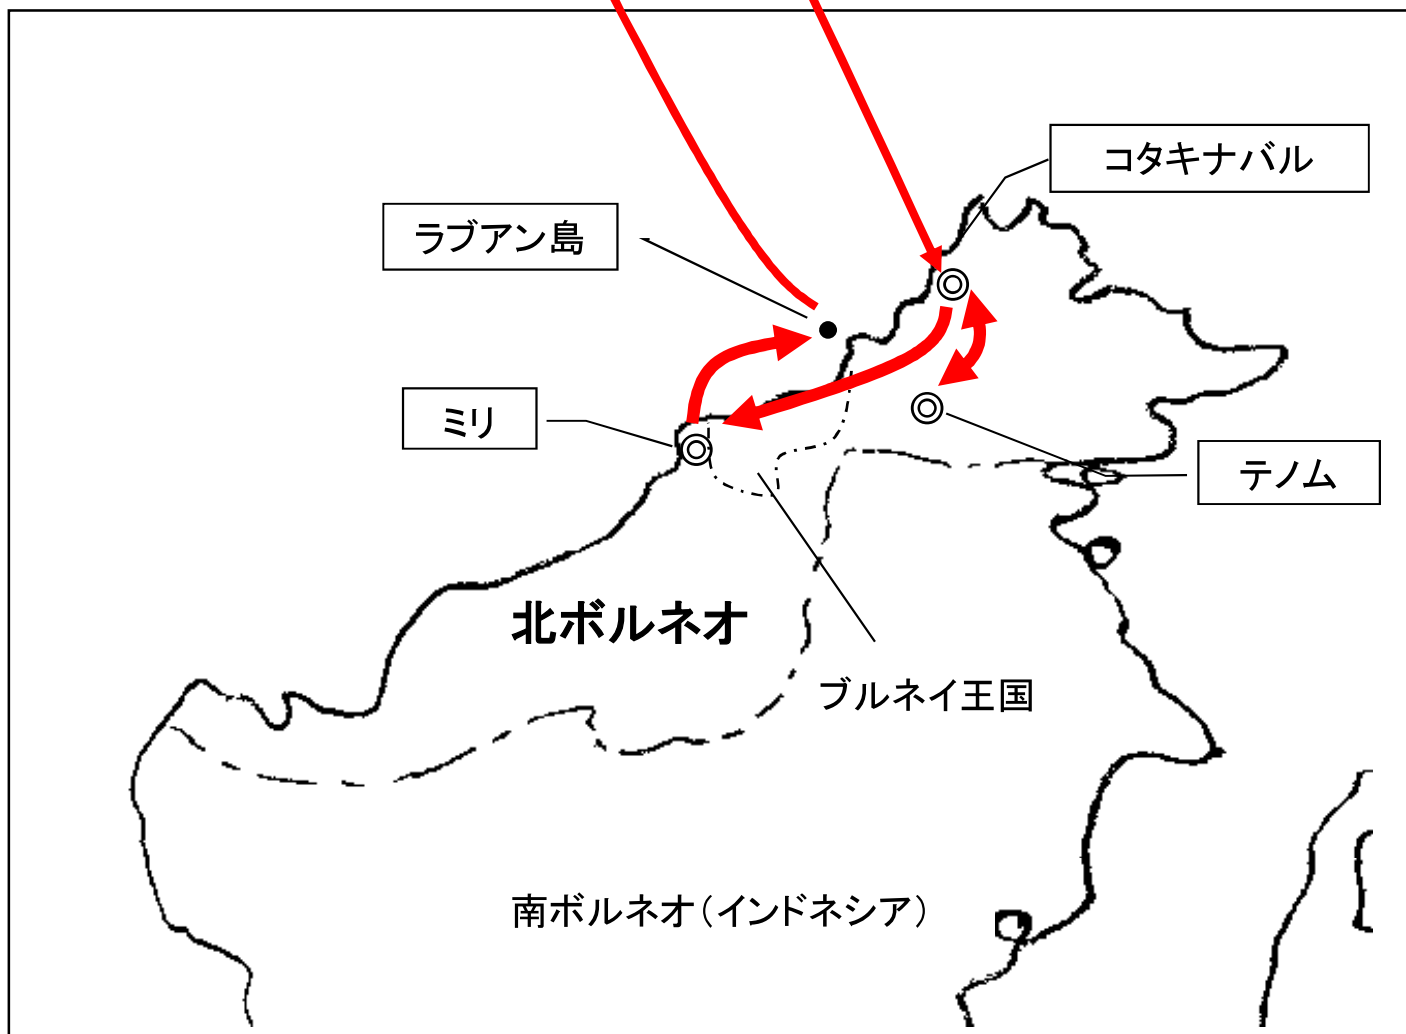 コタキナバル
ラブアン島
ミリ
テノム
北ボルネオ
ブルネイ王国
南ボルネオ（インドネシア）